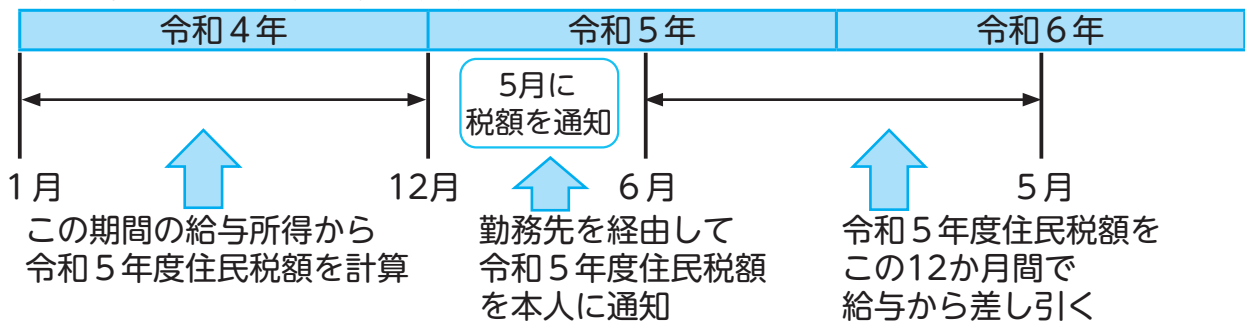 令和４年
令和５年
令和６年
5月に
税額を通知
１月
12月
６月
５月
この期間の給与所得から
令和５年度住民税額を計算
勤務先を経由して
令和５年度住民税額
を本人に通知
令和５年度住民税額を
この12か月間で
給与から差し引く